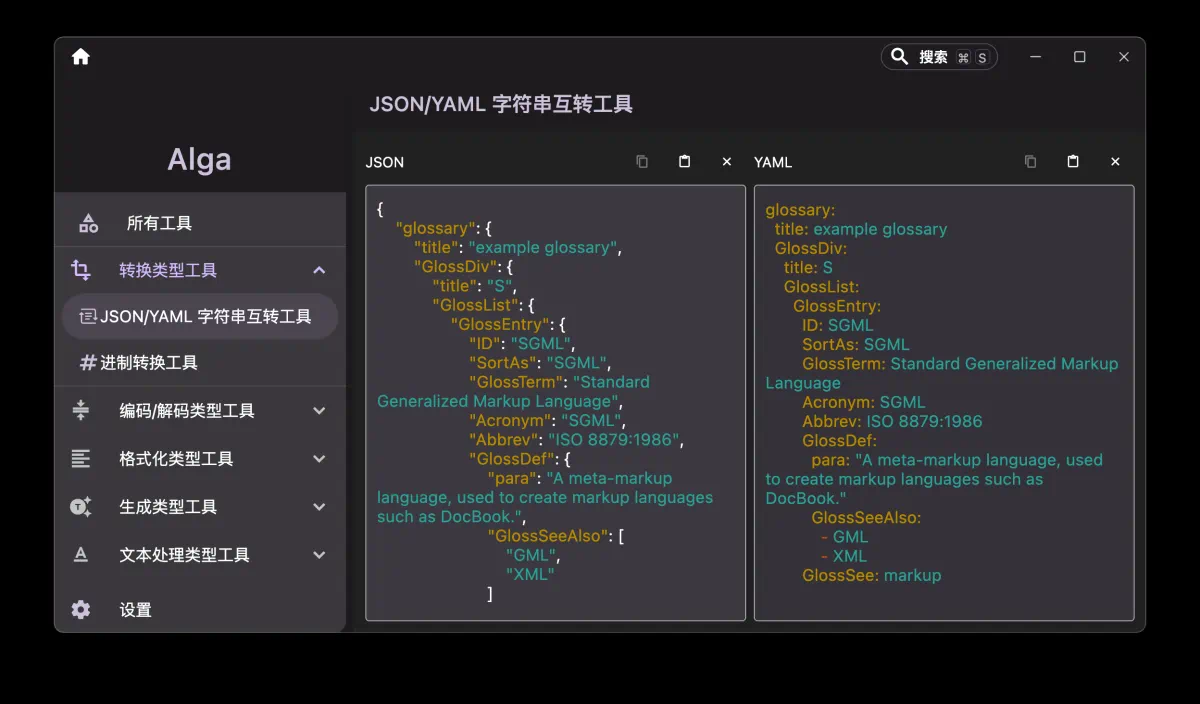 搜索 ⌘ S
JSON/YAML 字符串互转工具
Alga
所有工具
转换类型工具
JSON/YAML 字符串互转工具
进制转换工具
编码/解码类型工具
格式化类型工具
生成类型工具
文本处理类型工具
设置
JSON
{
"glossary": {
"title": "example glossary",
"GlossDiv": {
"title": "S",
"GlossList": {
"GlossEntry": {
"ID": "SGML",
"SortAs": "SGML",
"GlossTerm": "Standard
Generalized Markup Language",
"Acronym": "SGML",
"Abbrev": "ISO 8879:1986",
"GlossDef": {
"para": "A meta-markup
language, used to create markup languages
such as DocBook.",
"GlossSeeAlso": [
"GML",
"XML"
]
YAML
glossary:
title: example glossary
GlossDiv:
title: S
GlossList:
GlossEntry:
ID: SGML
SortAs: SGML
GlossTerm: Standard Generalized Markup
Language
Acronym: SGML
Abbrev: ISO 8879:1986
GlossDef:
para: "A meta-markup language, used
to create markup languages such as
DocBook."
GlossSeeAlso:
- GML
- XML
GlossSee: markup